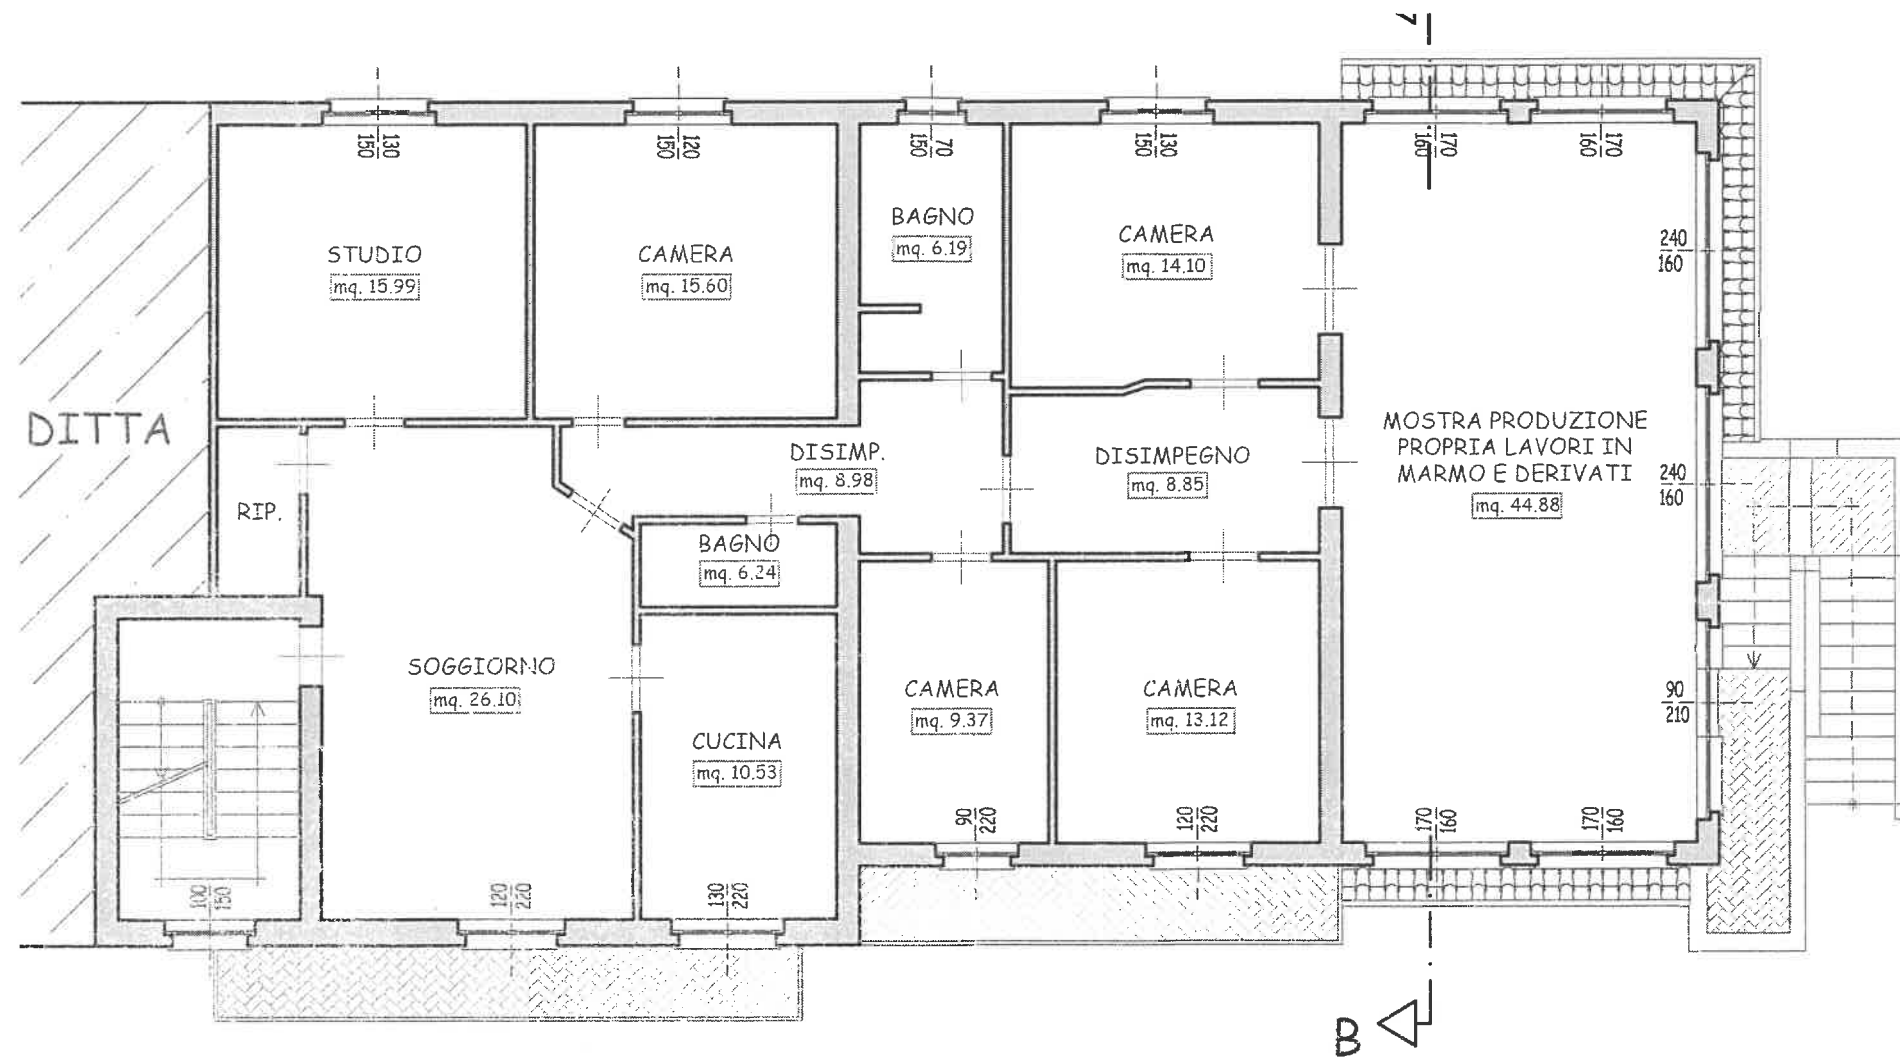 130
150
120
150
70
150
130
150
170
160
170
160
STUDIO
mq. 15.99
CAMERA
mq. 15.60
BAGNO
mq. 6.19
CAMERA
mq. 14.10
240
160
DITTA
DISIMP.
mq. 8.98
DISIMPEGNO
mq. 8.85
MOSTRA PRODUZIONE
PROPRIA LAVORI IN
MARMO E DERIVATI
mq. 44.88
240
160
RIP.
BAGNO
mq. 6.24
SOGGIORNO
mq. 26.10
CAMERA
mq. 9.37
CAMERA
mq. 13.12
90
210
CUCINA
mq. 10.53
90
220
120
220
170
160
170
160
100
150
120
220
130
220
B